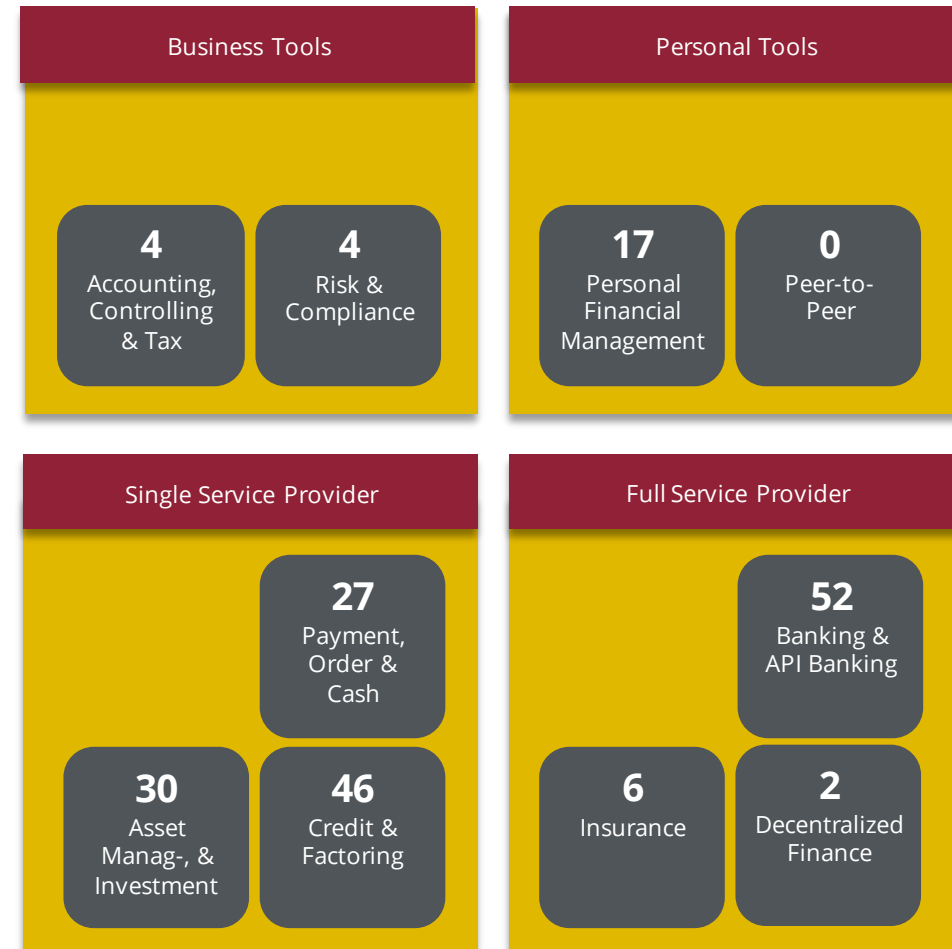 Business Tools
4
Accounting,
Controlling
& Tax
4
Risk &
Compliance
Personal Tools
17
Personal
Financial
Management
0
Peer-to-
Peer
Single Service Provider
27
Payment,
Order &
Cash
30
Asset
Manag-, &
Investment
46
Credit &
Factoring
Full Service Provider
52
Banking &
API Banking
6
Insurance
2
Decentralized
Finance